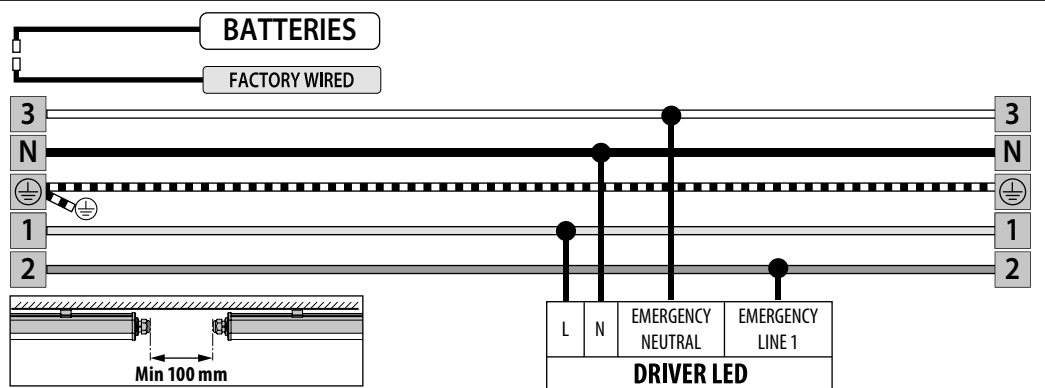 BATTERIES
FACTORY WIRED
3 3
N N
1 1
2 2
Min 100 mm
L N EMERGENCY NEUTRAL EMERGENCY LINE 1
DRIVER LED